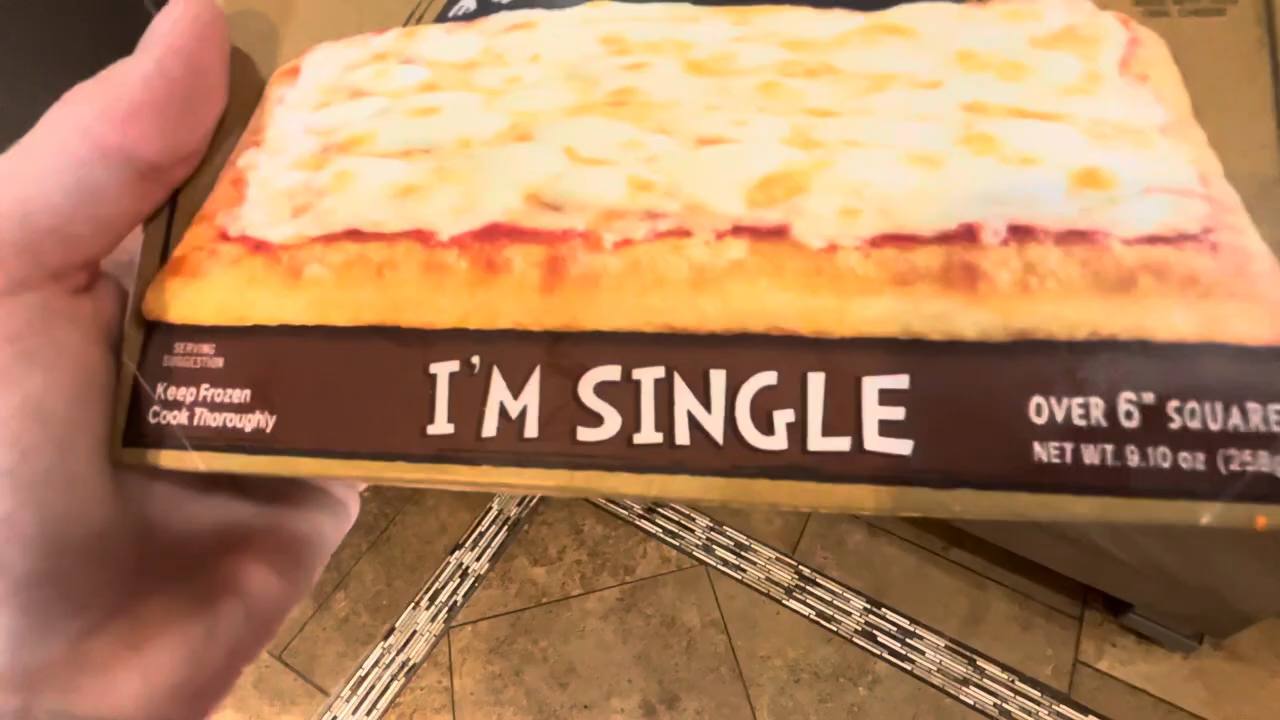 SERVING
SUGGESTION
Keep Frozen
Cook Thoroughly
I'M SINGLE
OVER 6" SQUARE
NET WT. 9.10 oz